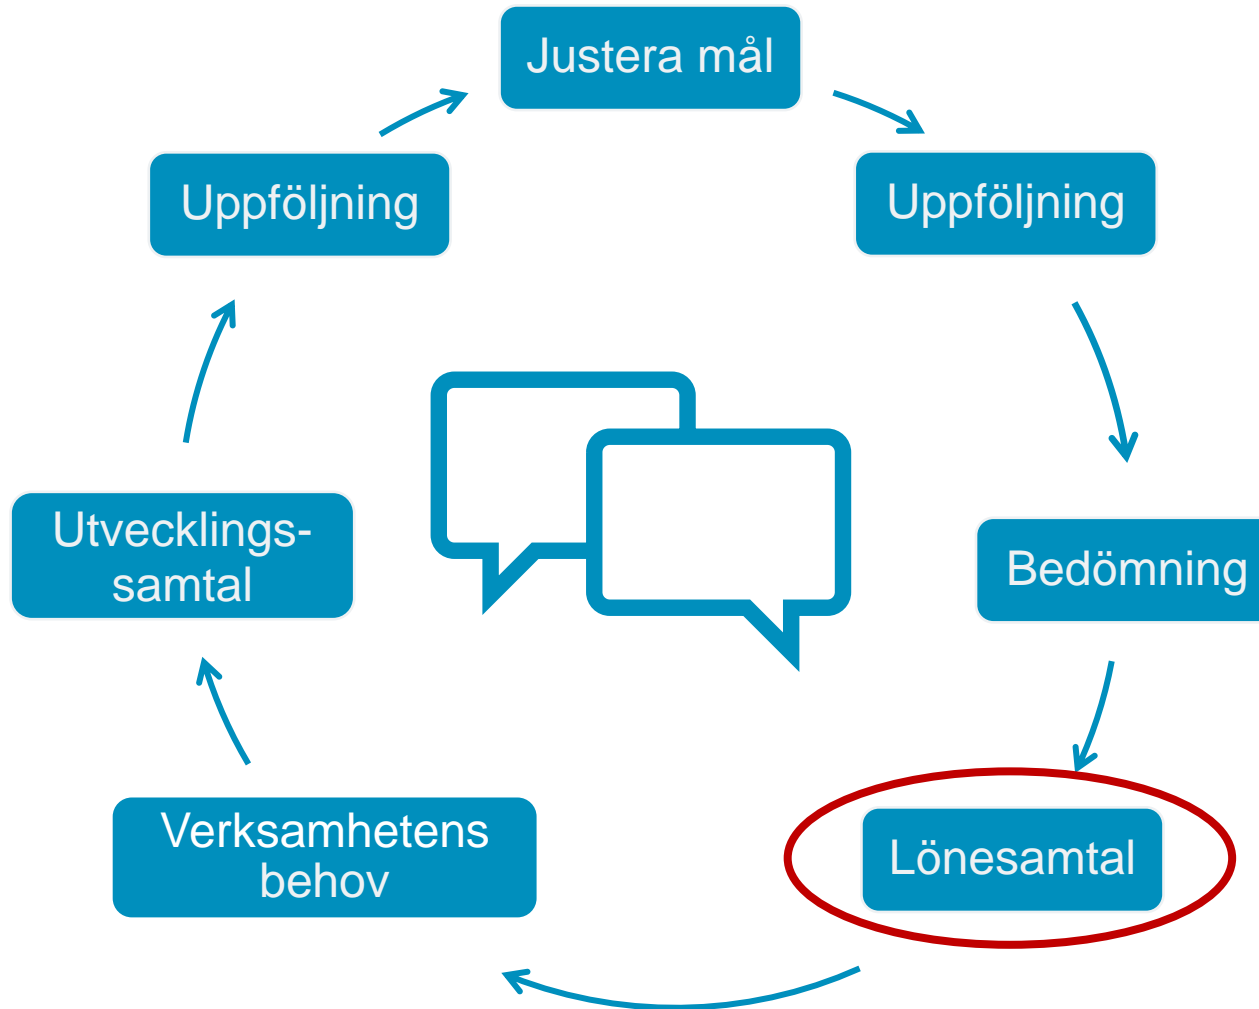 Justera mål
Uppföljning
Uppföljning
Utvecklings-
samtal
Bedömning
Verksamhetens
behov
Lönesamtal